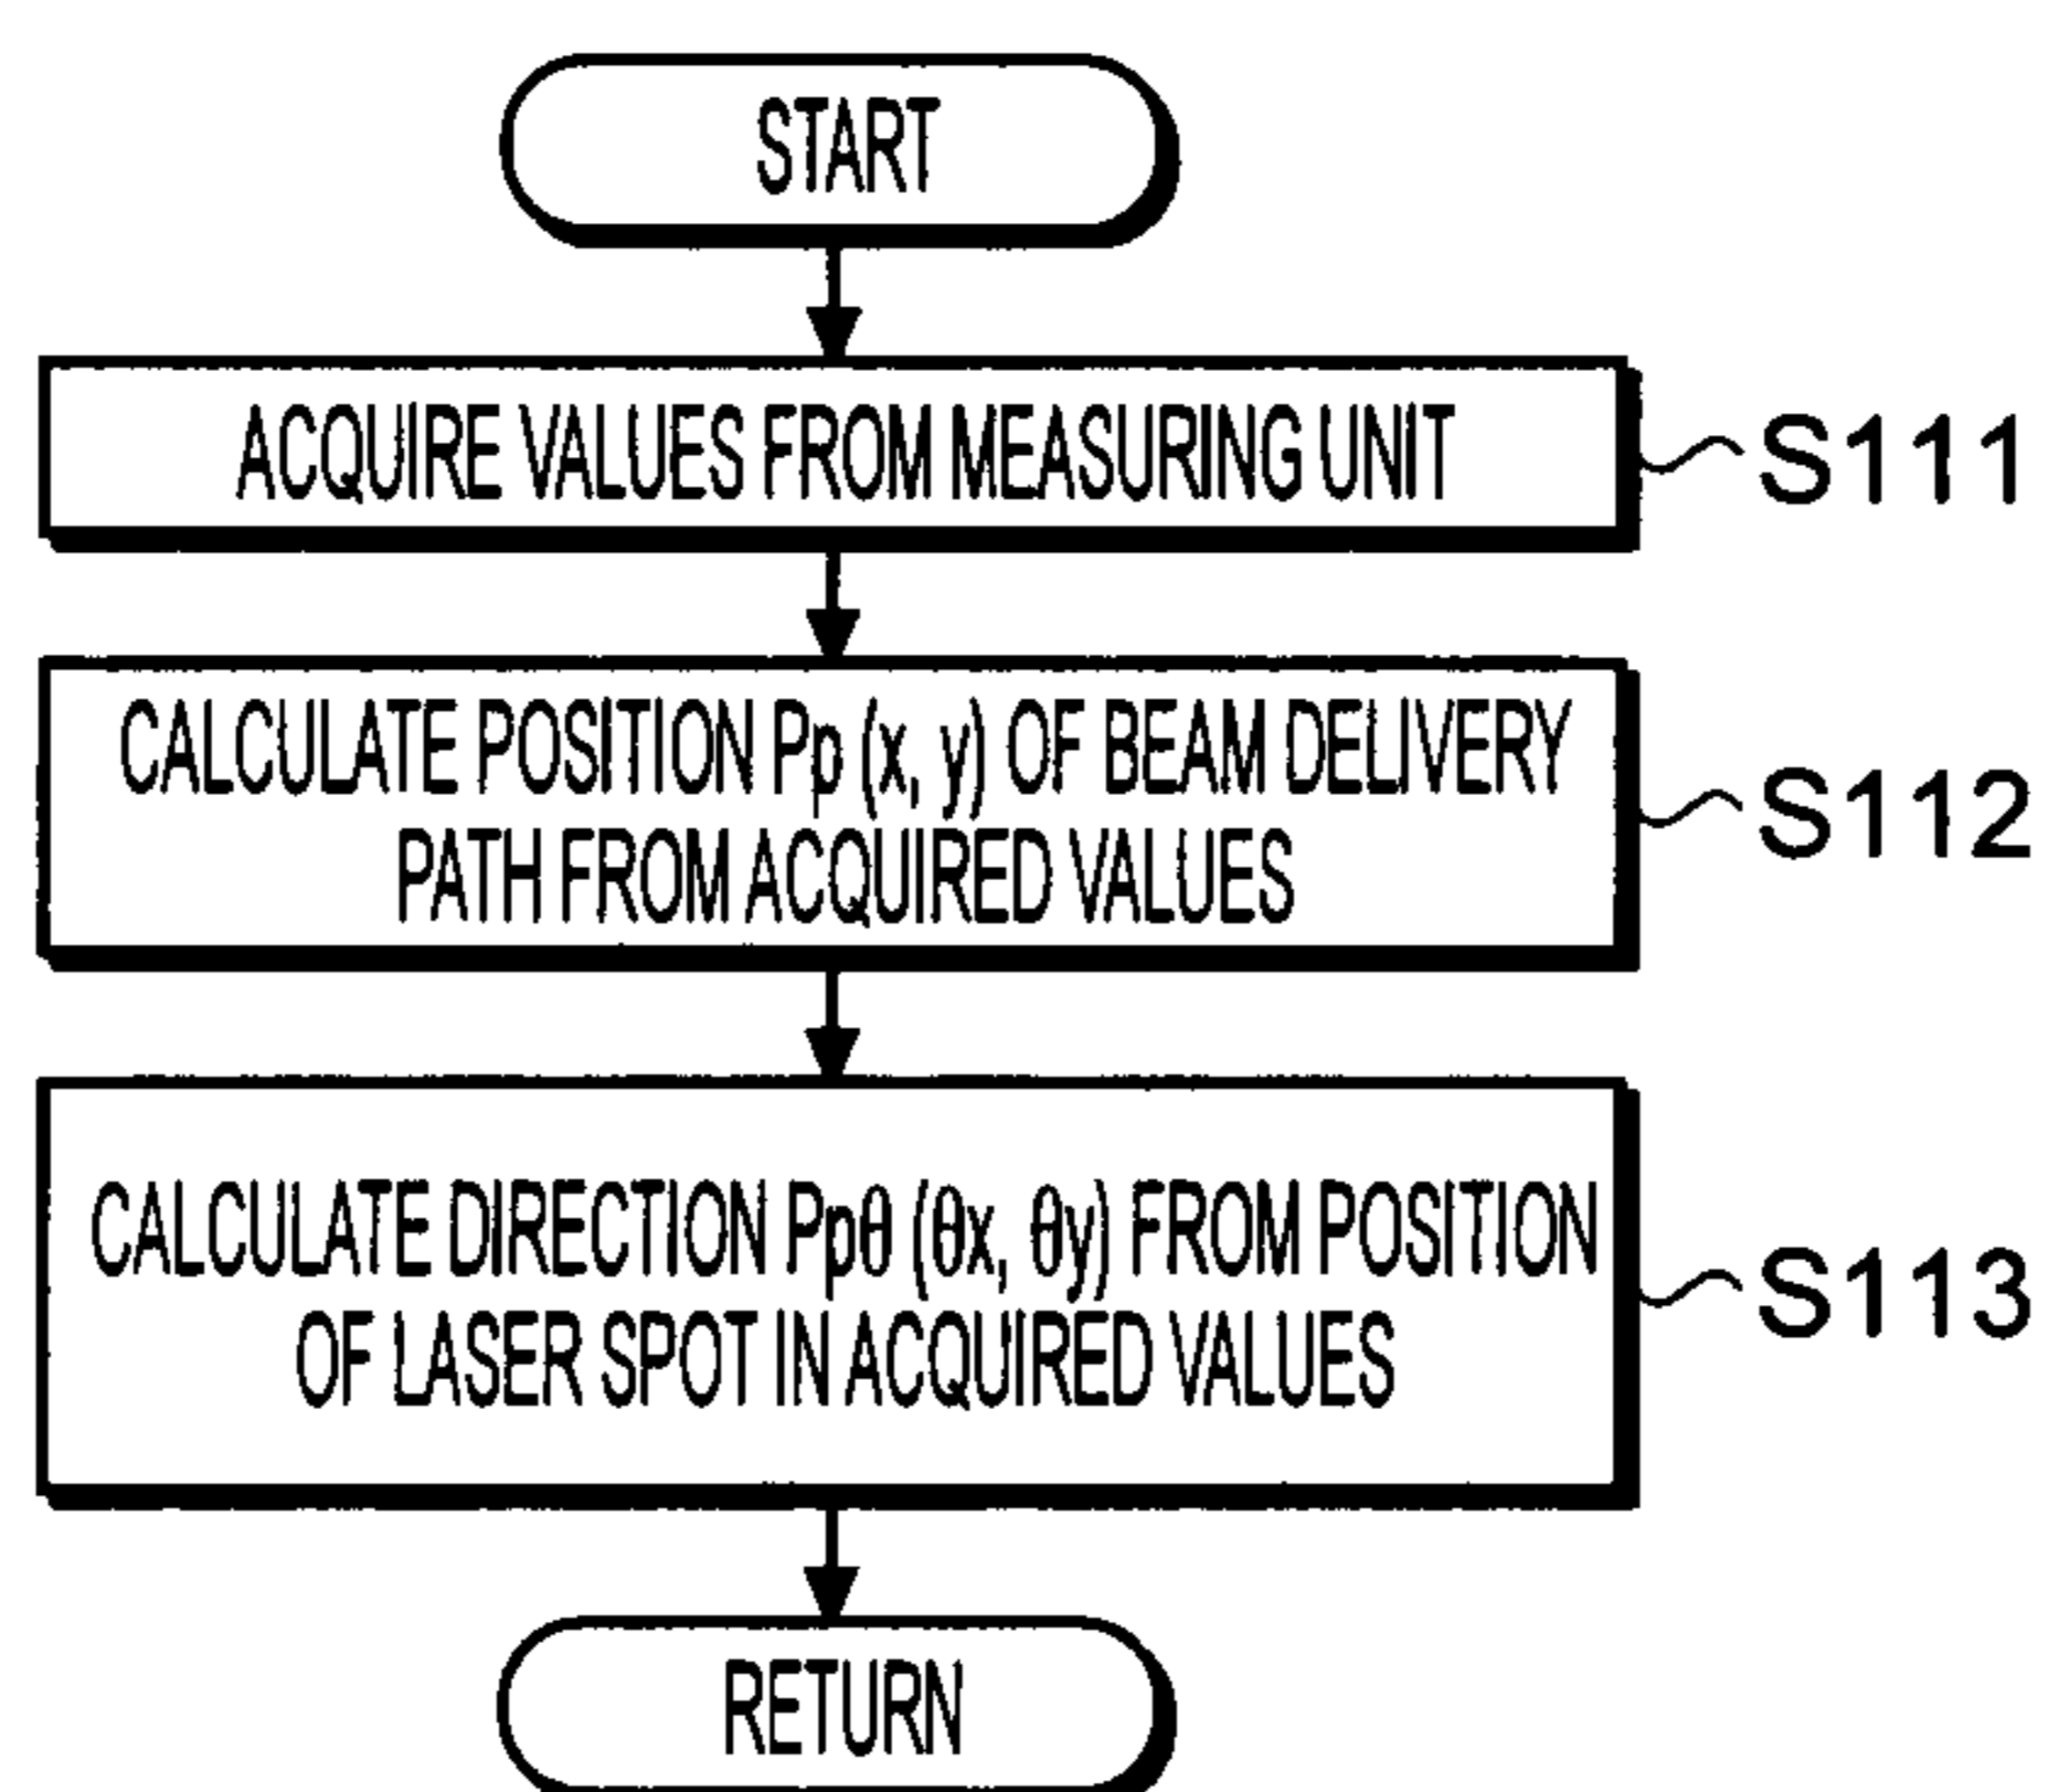 START
ACQUIRE VALUES FROM MEASURING UNIT
S111
CALCULATE POSITION Pp (x, y) OF BEAM DELIVERY
PATH FROM ACQUIRED VALUES
S112
CALCULATE DIRECTION Ppθ (θx, θy) FROM POSITION
OF LASER SPOT IN ACQUIRED VALUES
S113
RETURN